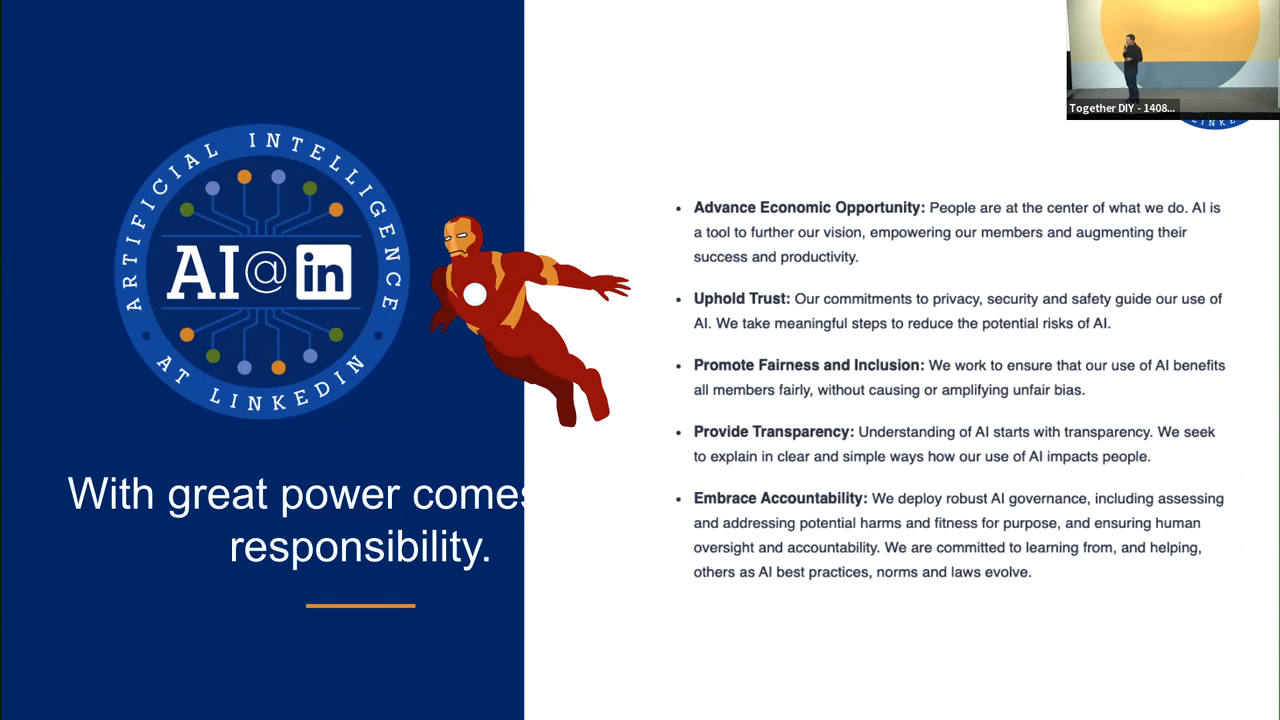 ARTIFICIAL INTELLIGENCE
AI@in
AT LINKEDIN
With great power comes
responsibility.
Together DIY - 1408...
LINKE
• Advance Economic Opportunity: People are at the center of what we do. AI is
a tool to further our vision, empowering our members and augmenting their
success and productivity.
• Uphold Trust: Our commitments to privacy, security and safety guide our use of
AI. We take meaningful steps to reduce the potential risks of AI.
• Promote Fairness and Inclusion: We work to ensure that our use of AI benefits
all members fairly, without causing or amplifying unfair bias.
• Provide Transparency: Understanding of AI starts with transparency. We seek
to explain in clear and simple ways how our use of AI impacts people.
• Embrace Accountability: We deploy robust AI governance, including assessing
and addressing potential harms and fitness for purpose, and ensuring human
oversight and accountability. We are committed to learning from, and helping,
others as AI best practices, norms and laws evolve.